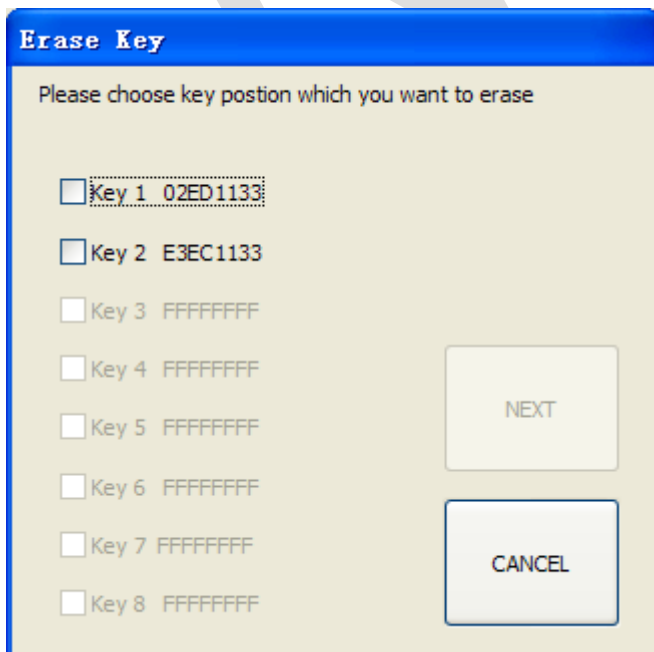 Erase Key
Please choose key postion which you want to erase
Key 1 02ED1133
Key 2 E3EC1133
Key 3 FFFFFFFF
Key 4 FFFFFFFF
Key 5 FFFFFFFF
Key 6 FFFFFFFF
Key 7 FFFFFFFF
Key 8 FFFFFFFF
NEXT
CANCEL